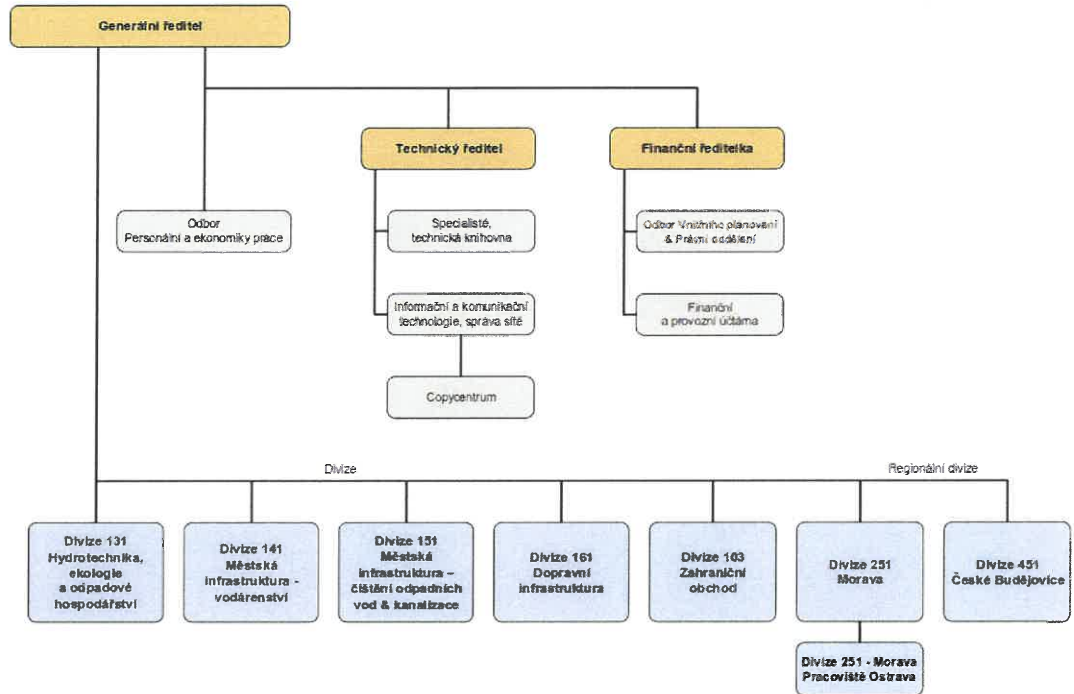 Generální ředitel
Technický ředitel
Finanční ředitelka
Odbor
Personální a ekonomiky práce
Specialisté,
technická knihovna
Odbor Vnitřního plánování
& Právní oddělení
Informační a komunikační
technologie, správa sítě
Finanční
a provozní účtárna
Copycentrum
Divize
Regionální divize
Divize 131
Hydrotechnika,
ekologie
a odpadové
hospodářství
Divize 141
Městská
infrastruktura -
vodárenství
Divize 151
Městská
infrastruktura –
čištění odpadních
vod & kanalizace
Divize 161
Dopravní
infrastruktura
Divize 103
Zahraniční
obchod
Divize 251
Morava
Divize 451
České Budějovice
Divize 251 - Morava
Pracoviště Ostrava